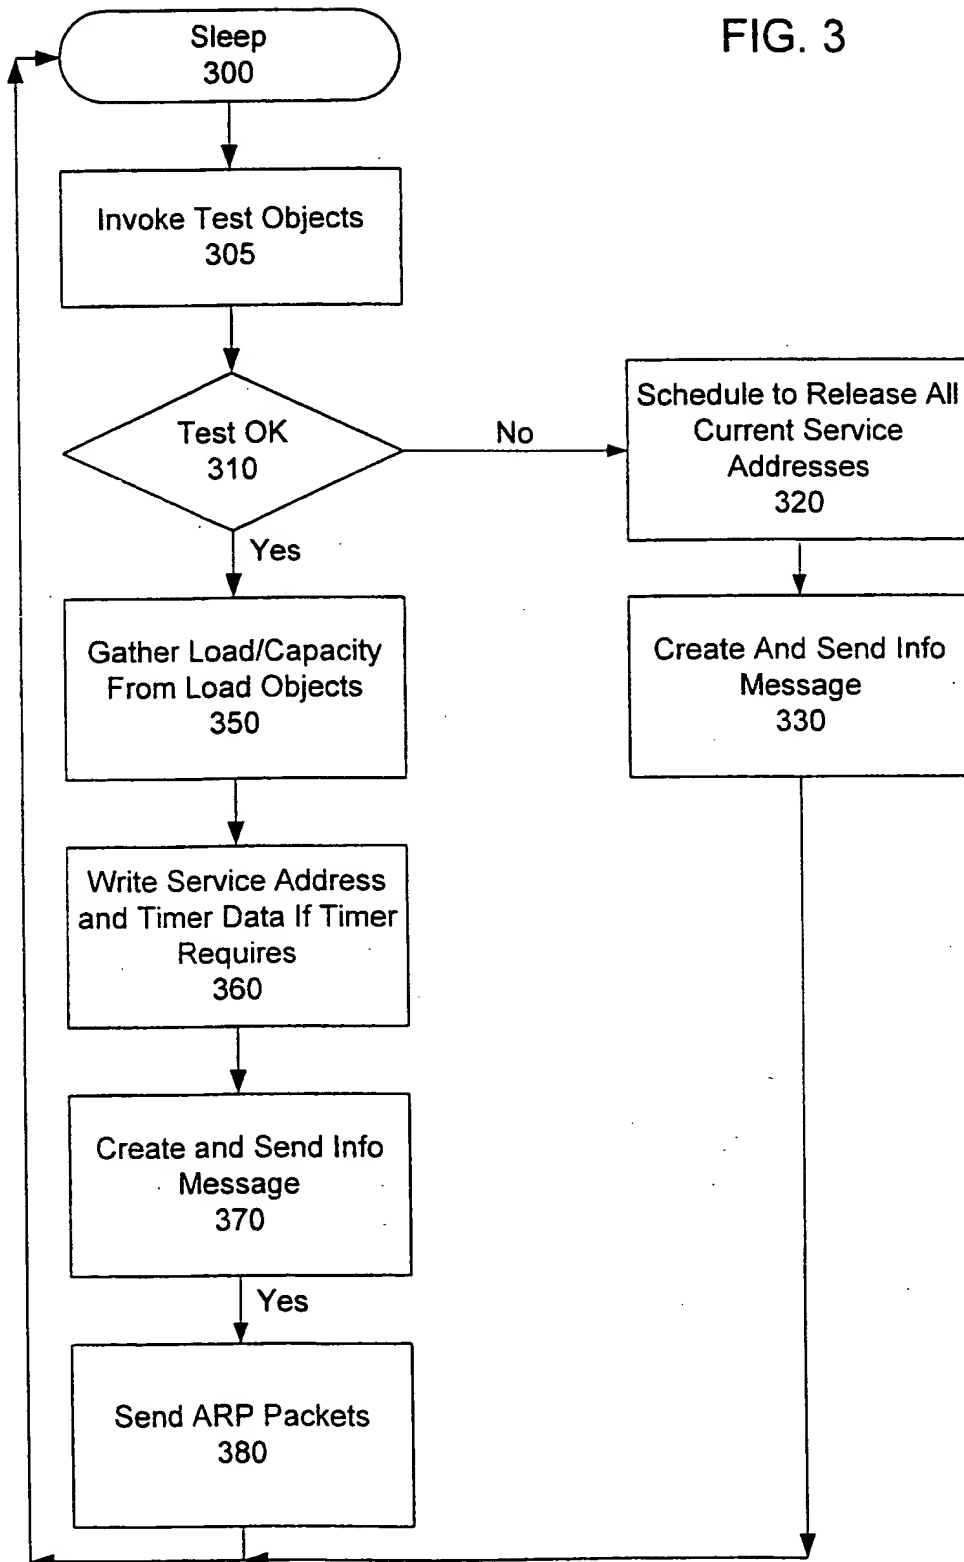 FIG. 3
Sleep
300
Invoke Test Objects
305
Test OK
310
No
Yes
Schedule to Release All
Current Service
Addresses
320
Create And Send Info
Message
330
Gather Load/Capacity
From Load Objects
350
Write Service Address
and Timer Data If Timer
Requires
360
Create and Send Info
Message
370
Yes
Send ARP Packets
380